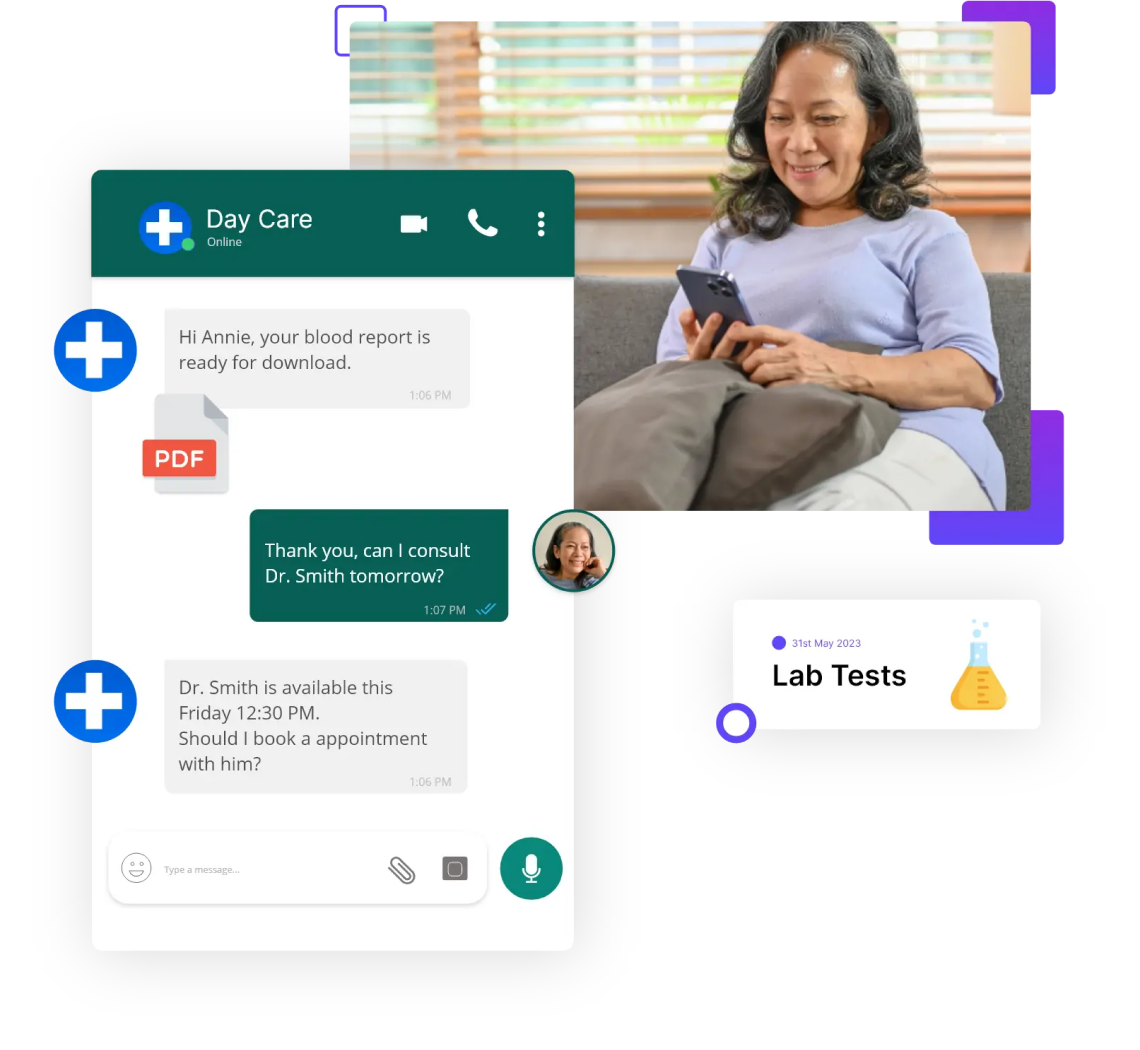 Day Care
Online
Hi Annie, your blood report is
ready for download.
1:06 PM
PDF
Thank you, can I consult
Dr. Smith tomorrow?
1:07 PM
Dr. Smith is available this
Friday 12:30 PM.
Should I book a appointment
with him?
1:06 PM
Type a message...
31st May 2023
Lab Tests